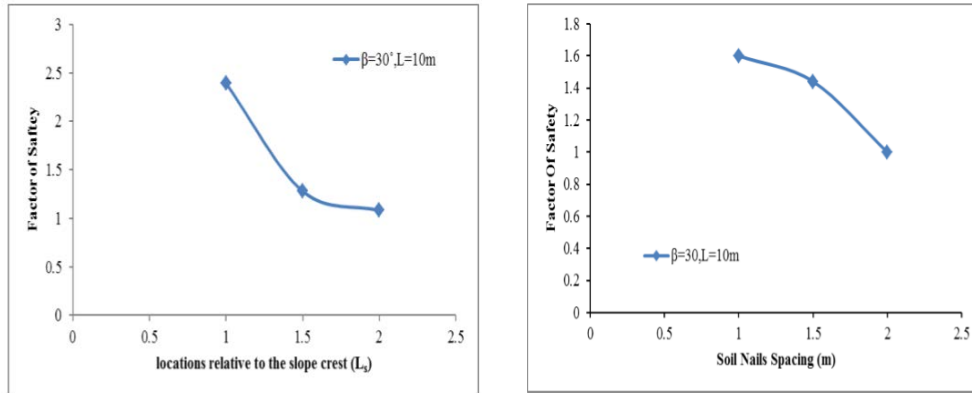 3
2.5
2
1.5
1
0.5
0
0 0.5 1 1.5 2 2.5
Factor of Saftey
locations relative to the slope crest (Ls)
β=30˚,L=10m
1.8
1.6
1.4
1.2
1
0.8
0.6
0.4
0.2
0
0 0.5 1 1.5 2 2.5
Factor Of Safety
Soil Nails Spacing (m)
β=30,L=10m